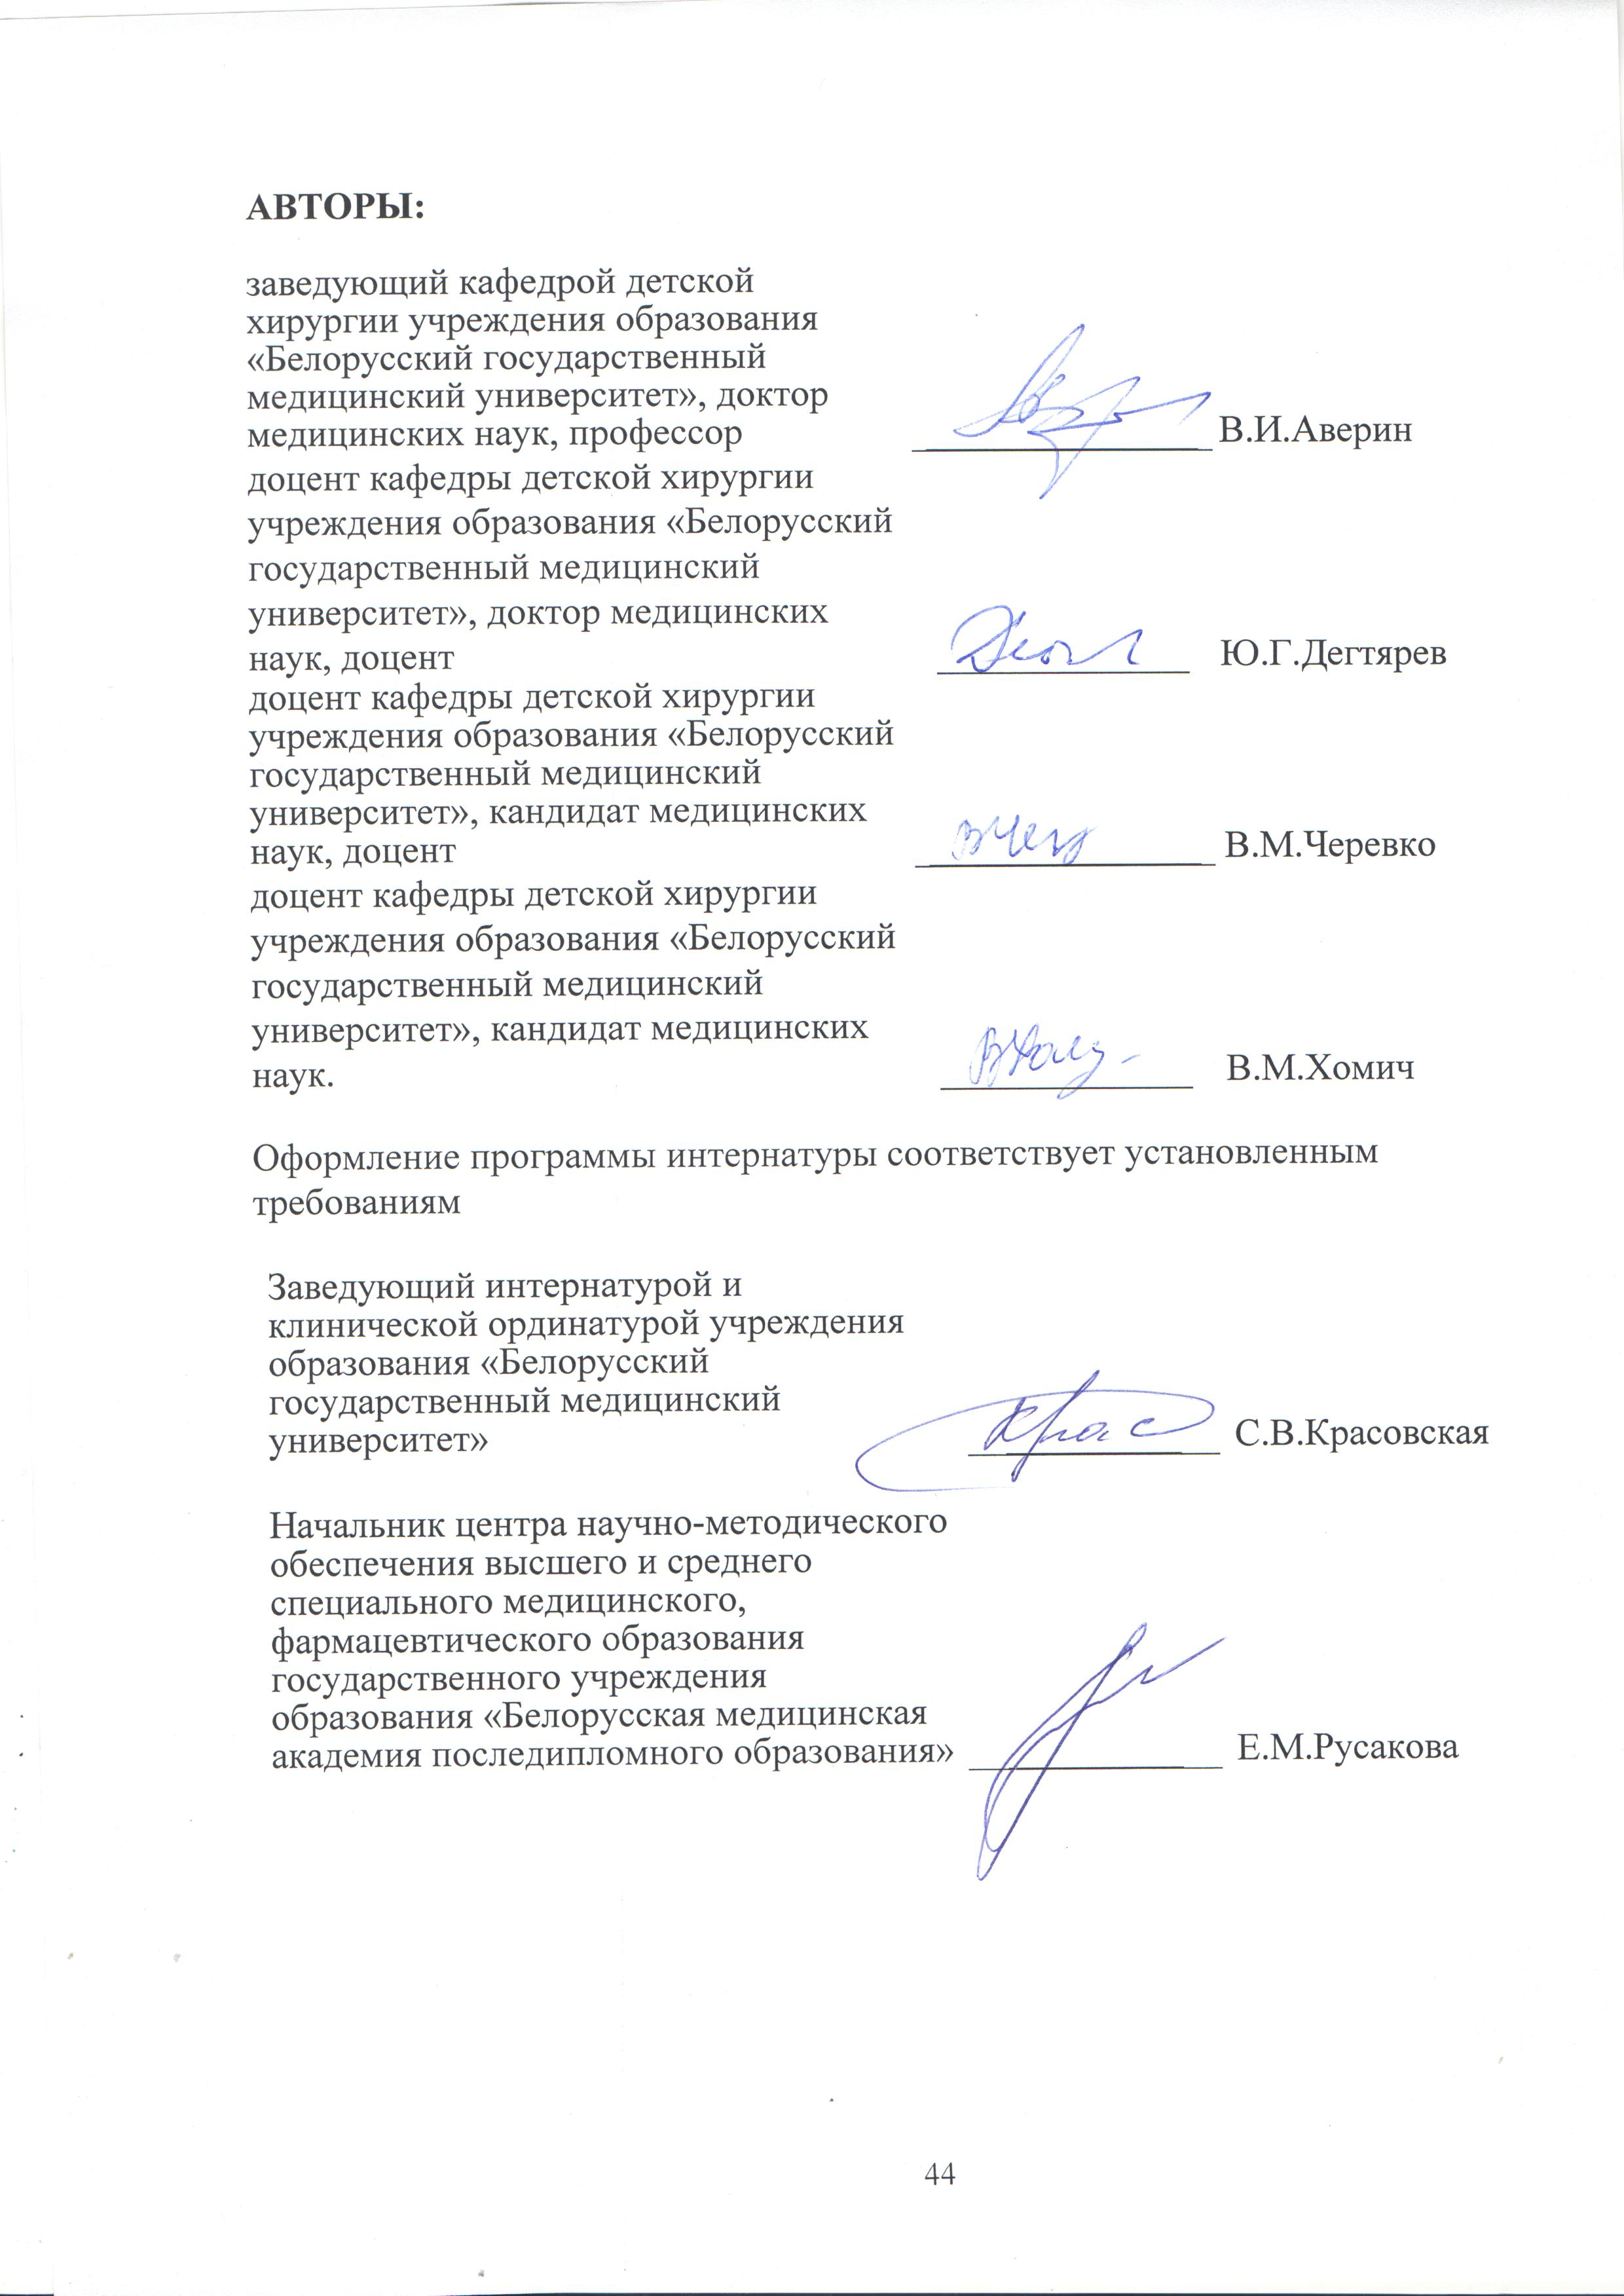 АВТОРЫ:
заведующий кафедрой детской
хирургии учреждения образования
«Белорусский государственный
медицинский университет», доктор
медицинских наук, профессор В.И.Аверин
доцент кафедры детской хирургии
учреждения образования «Белорусский
государственный медицинский
университет», доктор медицинских
наук, доцент Ю.Г.Дегтярев
доцент кафедры детской хирургии
учреждения образования «Белорусский
государственный медицинский
университет», кандидат медицинских
наук, доцент В.М.Черевко
доцент кафедры детской хирургии
учреждения образования «Белорусский
государственный медицинский
университет», кандидат медицинских
наук. В.М.Хомич
Оформление программы интернатуры соответствует установленным
требованиям
Заведующий интернатурой и
клинической ординатурой учреждения
образования «Белорусский
государственный медицинский
университет» С.В.Красовская
Начальник центра научно-методического
обеспечения высшего и среднего
специального медицинского,
фармацевтического образования
государственного учреждения
образования «Белорусская медицинская
академия последипломного образования» Е.М.Русакова
44